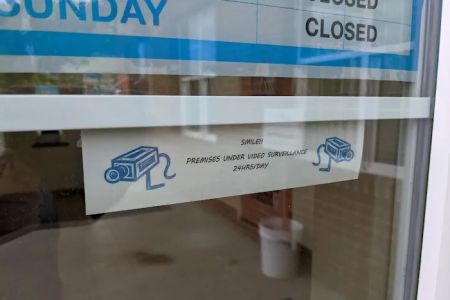 CLOSED
SUNDAY CLOSED
SMILE!!
PREMISES UNDER VIDEO SURVEILLANCE
24HRS/DAY